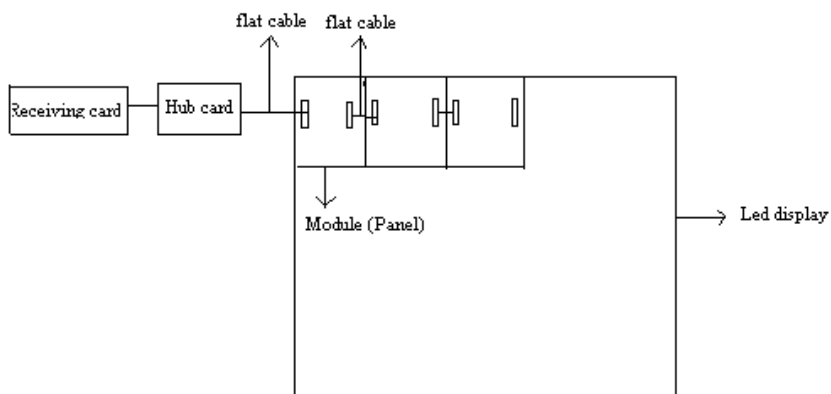 flat cable
flat cable
Receiving card
Hub card
Module (Panel)
Led display